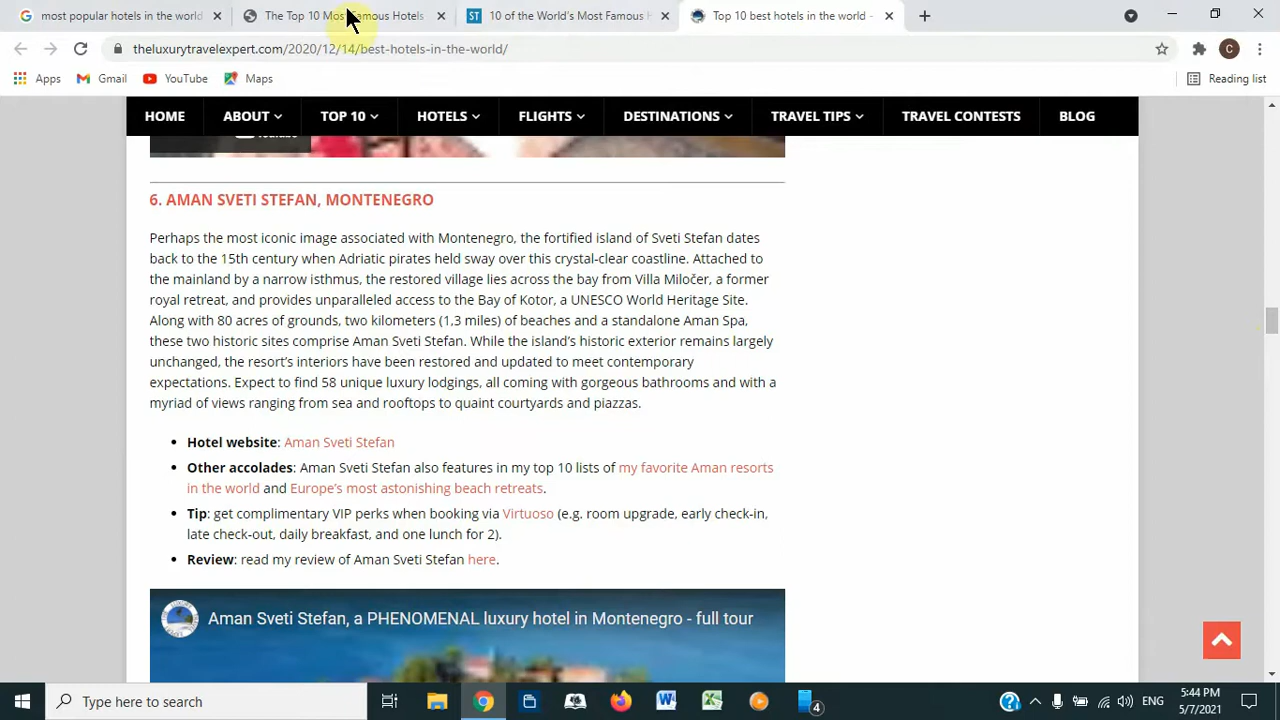 most popular hotels in the world
The Top 10 Most Famous Hotels
ST 10 of the World's Most Famous H
Top 10 best hotels in the world -
theluxurytravelexpert.com/2020/12/14/best-hotels-in-the-world/
C
Apps Gmail YouTube Maps Reading list
HOME ABOUT TOP 10 HOTELS FLIGHTS DESTINATIONS TRAVEL TIPS TRAVEL CONTESTS BLOG
6. AMAN SVETI STEFAN, MONTENEGRO
Perhaps the most iconic image associated with Montenegro, the fortified island of Sveti Stefan dates
back to the 15th century when Adriatic pirates held sway over this crystal-clear coastline. Attached to
the mainland by a narrow isthmus, the restored village lies across the bay from Villa Miločer, a former
royal retreat, and provides unparalleled access to the Bay of Kotor, a UNESCO World Heritage Site.
Along with 80 acres of grounds, two kilometers (1,3 miles) of beaches and a standalone Aman Spa,
these two historic sites comprise Aman Sveti Stefan. While the island's historic exterior remains largely
unchanged, the resort's interiors have been restored and updated to meet contemporary
expectations. Expect to find 58 unique luxury lodgings, all coming with gorgeous bathrooms and with a
myriad of views ranging from sea and rooftops to quaint courtyards and piazzas.
• Hotel website: Aman Sveti Stefan
• Other accolades: Aman Sveti Stefan also features in my top 10 lists of my favorite Aman resorts
in the world and Europe's most astonishing beach retreats.
• Tip: get complimentary VIP perks when booking via Virtuoso (e.g. room upgrade, early check-in,
late check-out, daily breakfast, and one lunch for 2).
• Review: read my review of Aman Sveti Stefan here.
Aman Sveti Stefan, a PHENOMENAL luxury hotel in Montenegro - full tour
Type here to search
4
ENG
5:44 PM
5/7/2021